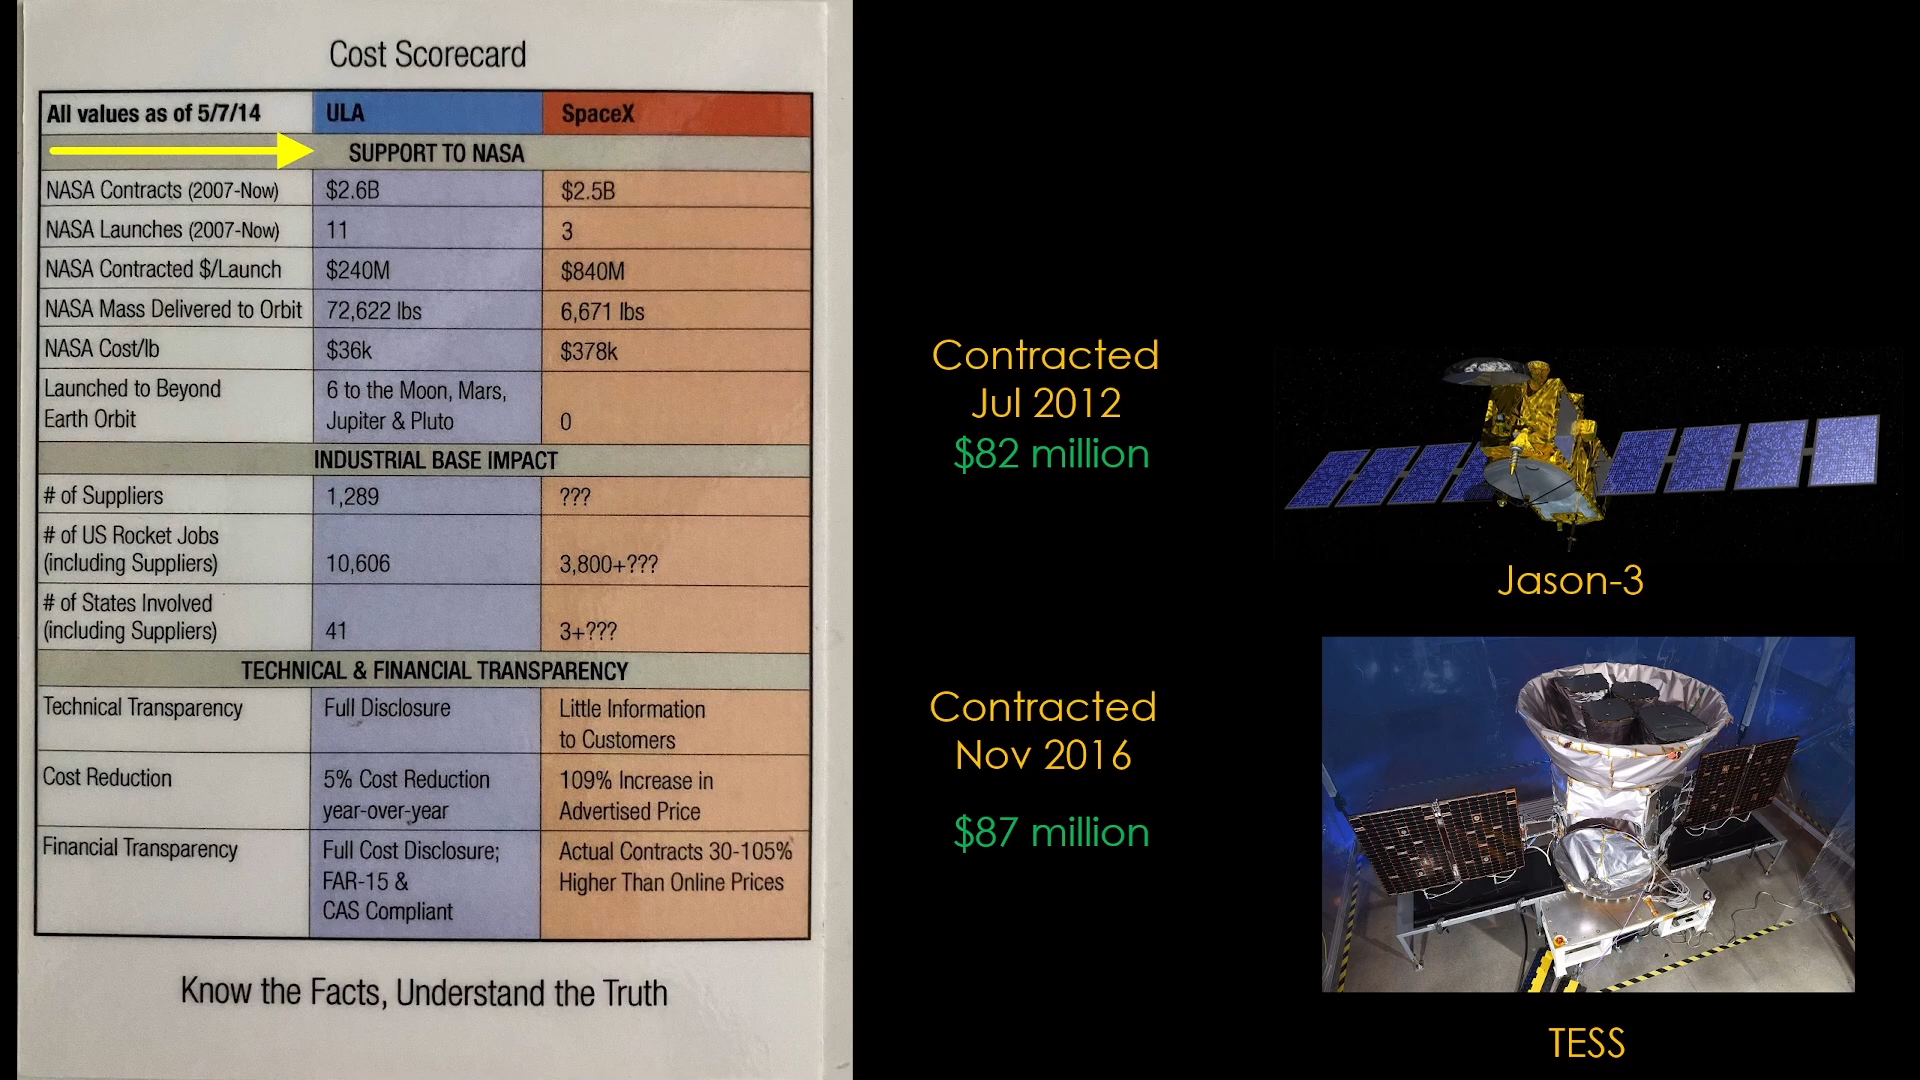 Cost Scorecard
All values as of 5/7/14 ULA SpaceX
SUPPORT TO NASA
NASA Contracts (2007-Now) $2.6B $2.5B
NASA Launches (2007-Now) 11 3
NASA Contracted $/Launch $240M $840M
NASA Mass Delivered to Orbit 72,622 lbs 6,671 lbs
NASA Cost/lb $36k $378k
Launched to Beyond 6 to the Moon, Mars,
Earth Orbit Jupiter & Pluto 0
INDUSTRIAL BASE IMPACT
# of Suppliers 1,289 ???
# of US Rocket Jobs
(including Suppliers) 10,606 3,800+???
# of States Involved
(including Suppliers) 41 3+???
TECHNICAL & FINANCIAL TRANSPARENCY
Technical Transparency Full Disclosure Little Information
to Customers
Cost Reduction 5% Cost Reduction 109% Increase in
year-over-year Advertised Price
Financial Transparency Full Cost Disclosure; Actual Contracts 30-105%
FAR-15 & Higher Than Online Prices
CAS Compliant
Know the Facts, Understand the Truth
Contracted
Jul 2012
$82 million
Jason-3
Contracted
Nov 2016
$87 million
TESS